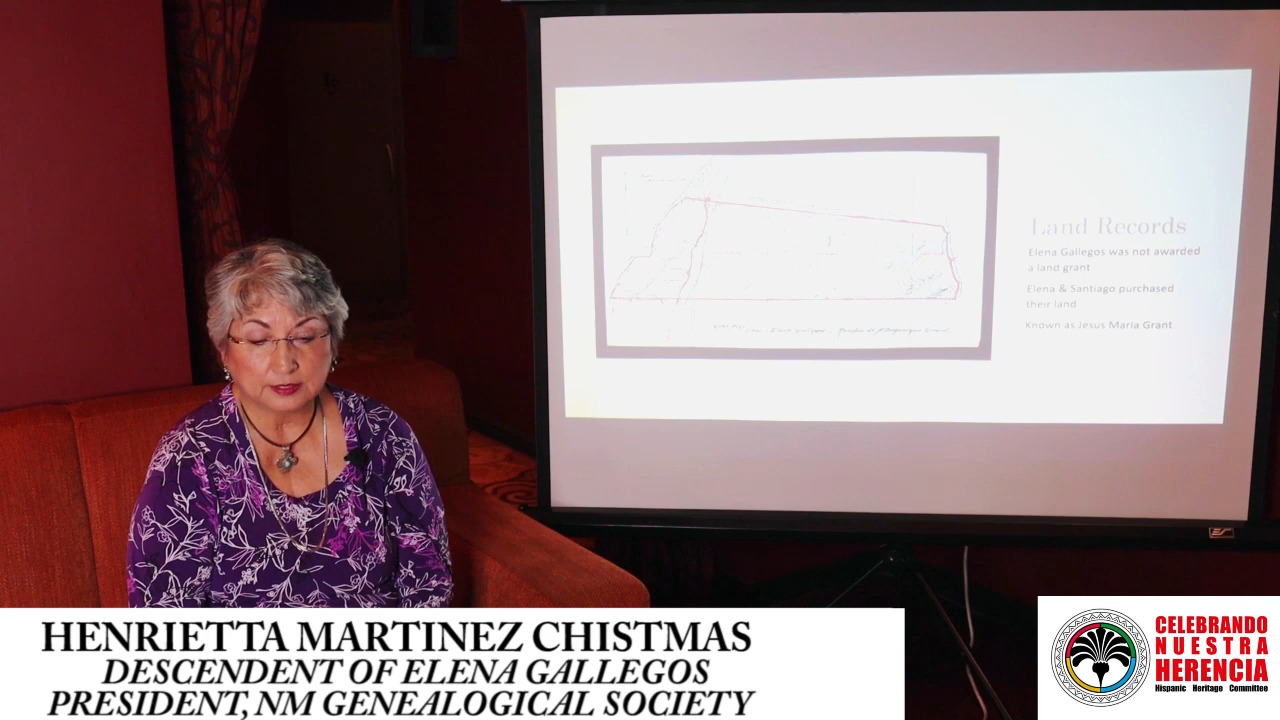 Land Records
Elena Gallegos was not awarded
a land grant
Elena & Santiago purchased
their land
Known as Jesus Maria Grant
HENRIETTA MARTINEZ CHISTMAS
DESCENDENT OF ELENA GALLEGOS
PRESIDENT, NM GENEALOGICAL SOCIETY
CELEBRANDO
NUESTRA
HERENCIA
Hispanic Heritage Committee